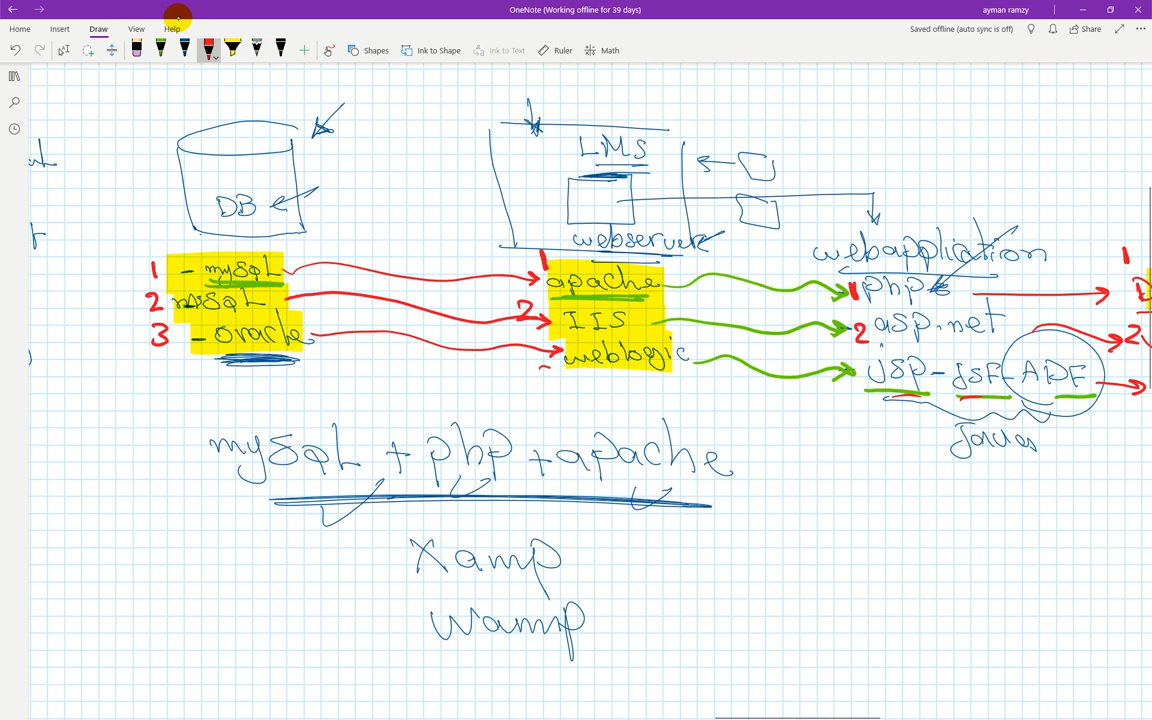 OneNote (Working offline for 39 days)
ayman ramzy
Home Insert Draw View Help
Saved offline (auto sync is off) Share
Shapes Ink to Shape Ink to Text Ruler Math
LMS
DB
webserver
webapplication
1 - mysqL
1 apache
1 php
1
2 mysqL
2 IIS
2 asp.net
2
3 - oracle
weblogic
JSP - JSF - ADF
Java
mySqL + php + apache
Xamp
wamp